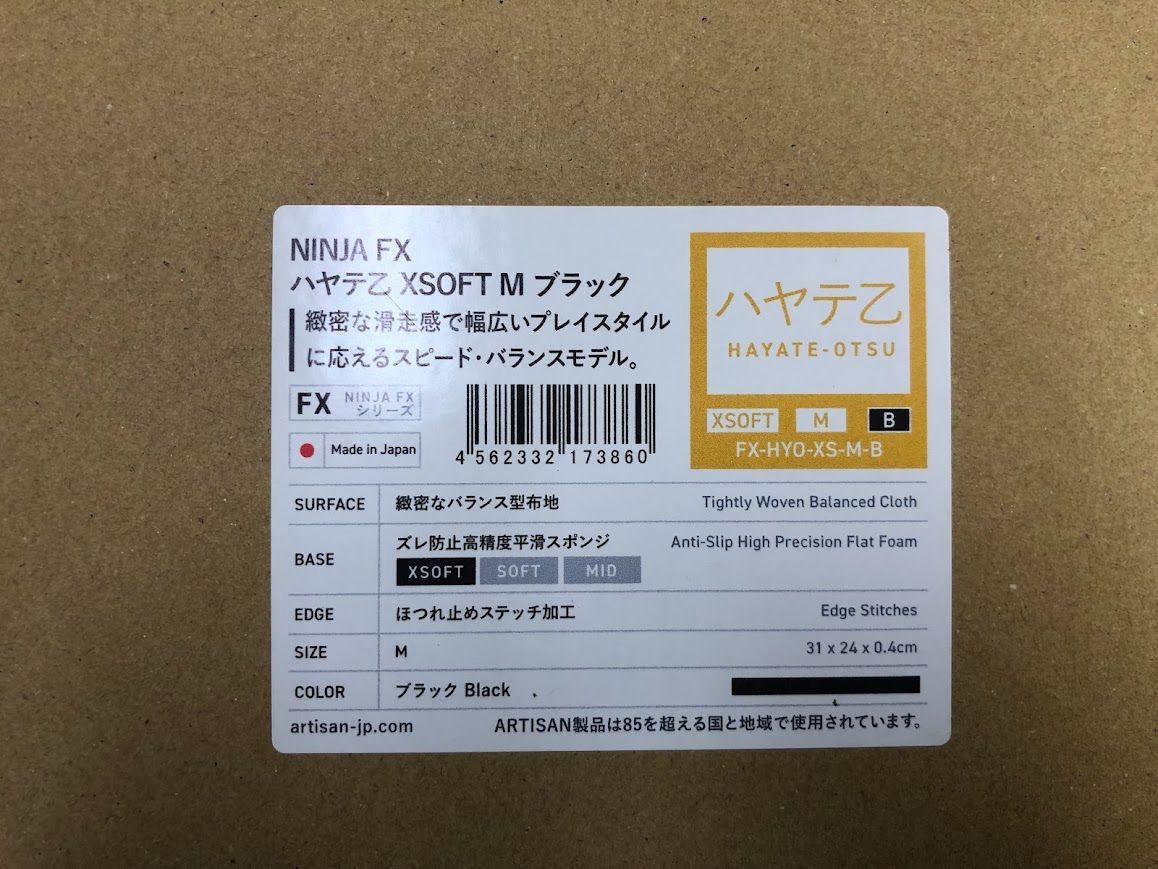 NINJA FX
ハヤテ乙 XSOFT M ブラック
緻密な滑走感で幅広いプレイスタイル
に応えるスピード・バランスモデル。
FX NINJA FX
シリーズ
Made in Japan
4 562332 173860
ハヤテ乙
HAYATE-OTSU
XSOFT M B
FX-HYO-XS-M-B
SURFACE 緻密なバランス型布地 Tightly Woven Balanced Cloth
BASE ズレ防止高精度平滑スポンジ Anti-Slip High Precision Flat Foam
XSOFT SOFT MID
EDGE ほつれ止めステッチ加工 Edge Stitches
SIZE M 31 x 24 x 0.4cm
COLOR ブラック Black
artisan-jp.com ARTISAN製品は85を超える国と地域で使用されています。